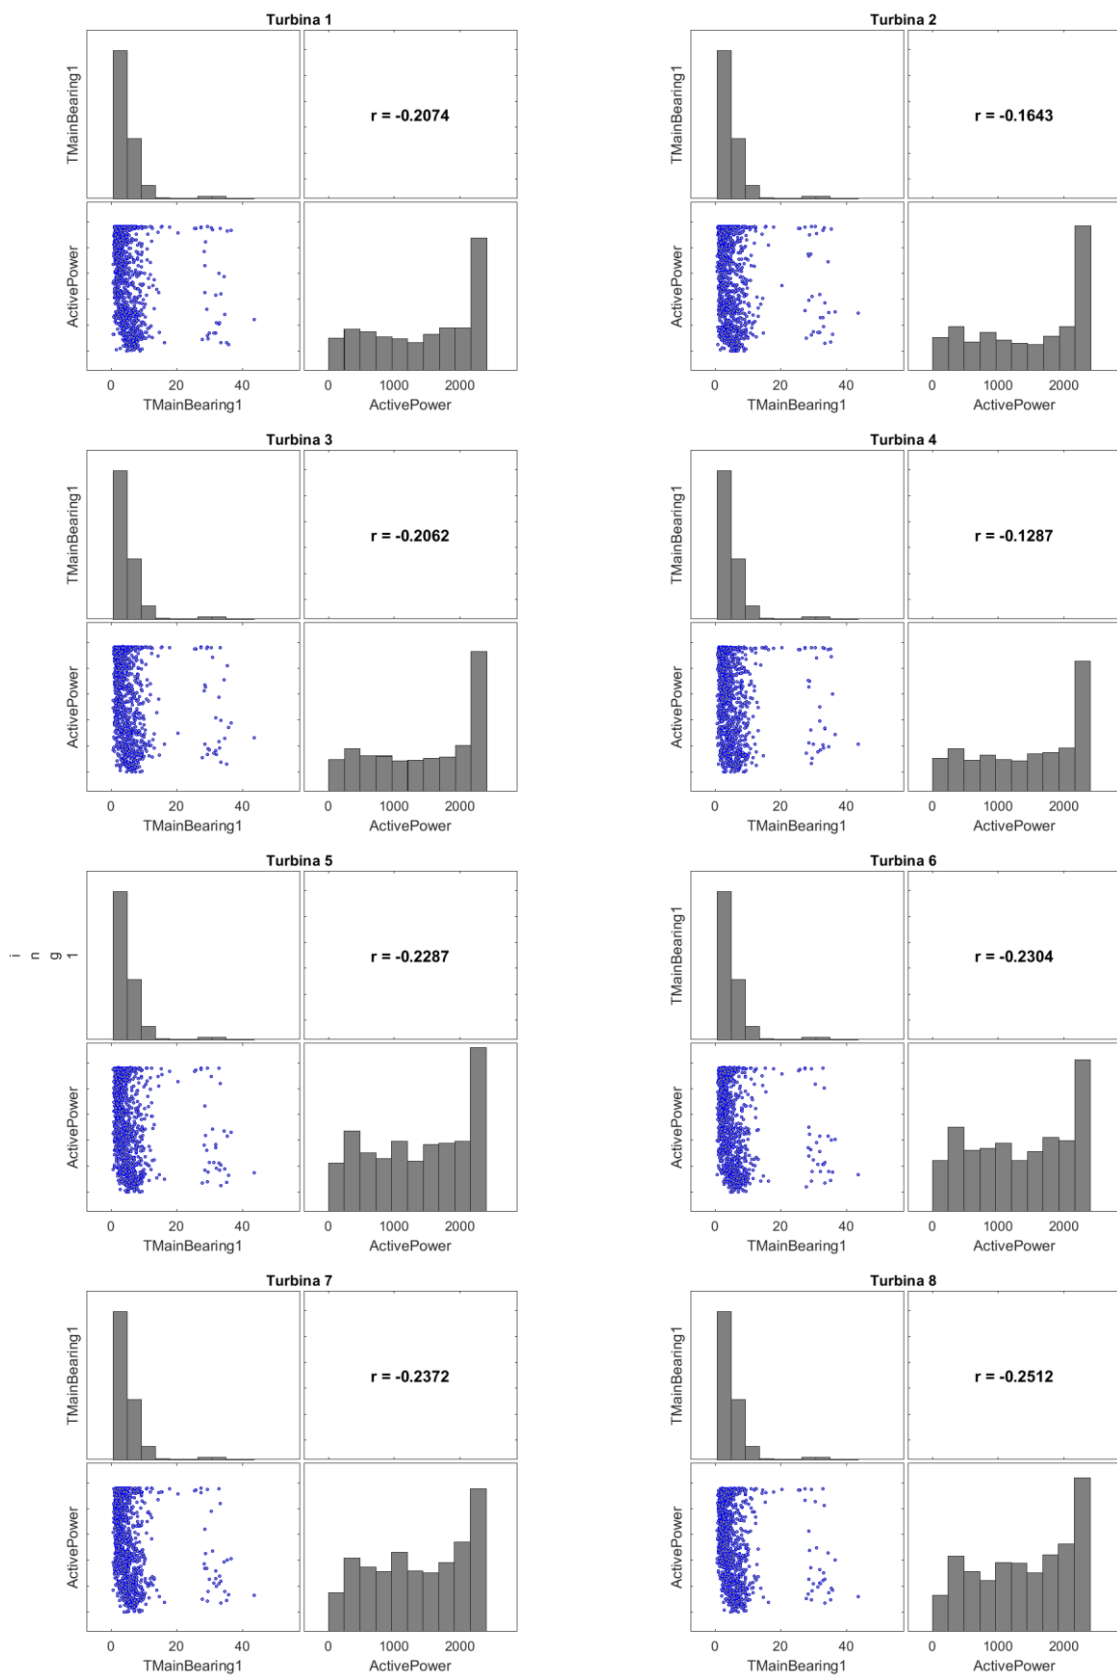 Turbina 1
TMainBearing1
r = -0.2074
ActivePower
0 20 40
0 1000 2000
TMainBearing1
ActivePower
Turbina 2
TMainBearing1
r = -0.1643
ActivePower
0 20 40
0 1000 2000
TMainBearing1
ActivePower
Turbina 3
TMainBearing1
r = -0.2062
ActivePower
0 20 40
0 1000 2000
TMainBearing1
ActivePower
Turbina 4
TMainBearing1
r = -0.1287
ActivePower
0 20 40
0 1000 2000
TMainBearing1
ActivePower
Turbina 5
i
n
g
1
r = -0.2287
ActivePower
0 20 40
0 1000 2000
TMainBearing1
ActivePower
Turbina 6
TMainBearing1
r = -0.2304
ActivePower
0 20 40
0 1000 2000
TMainBearing1
ActivePower
Turbina 7
TMainBearing1
r = -0.2372
ActivePower
0 20 40
0 1000 2000
TMainBearing1
ActivePower
Turbina 8
TMainBearing1
r = -0.2512
ActivePower
0 20 40
0 1000 2000
TMainBearing1
ActivePower